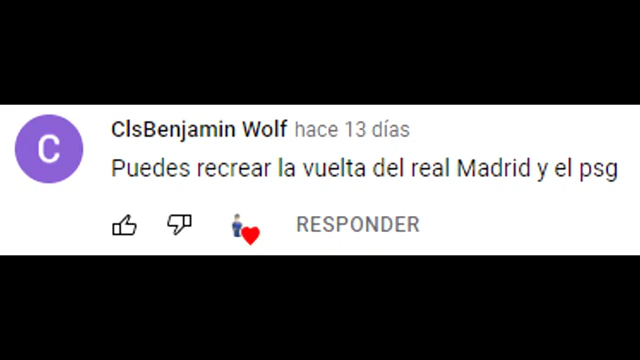 C
ClsBenjamin Wolf hace 13 días
Puedes recrear la vuelta del real Madrid y el psg
RESPONDER